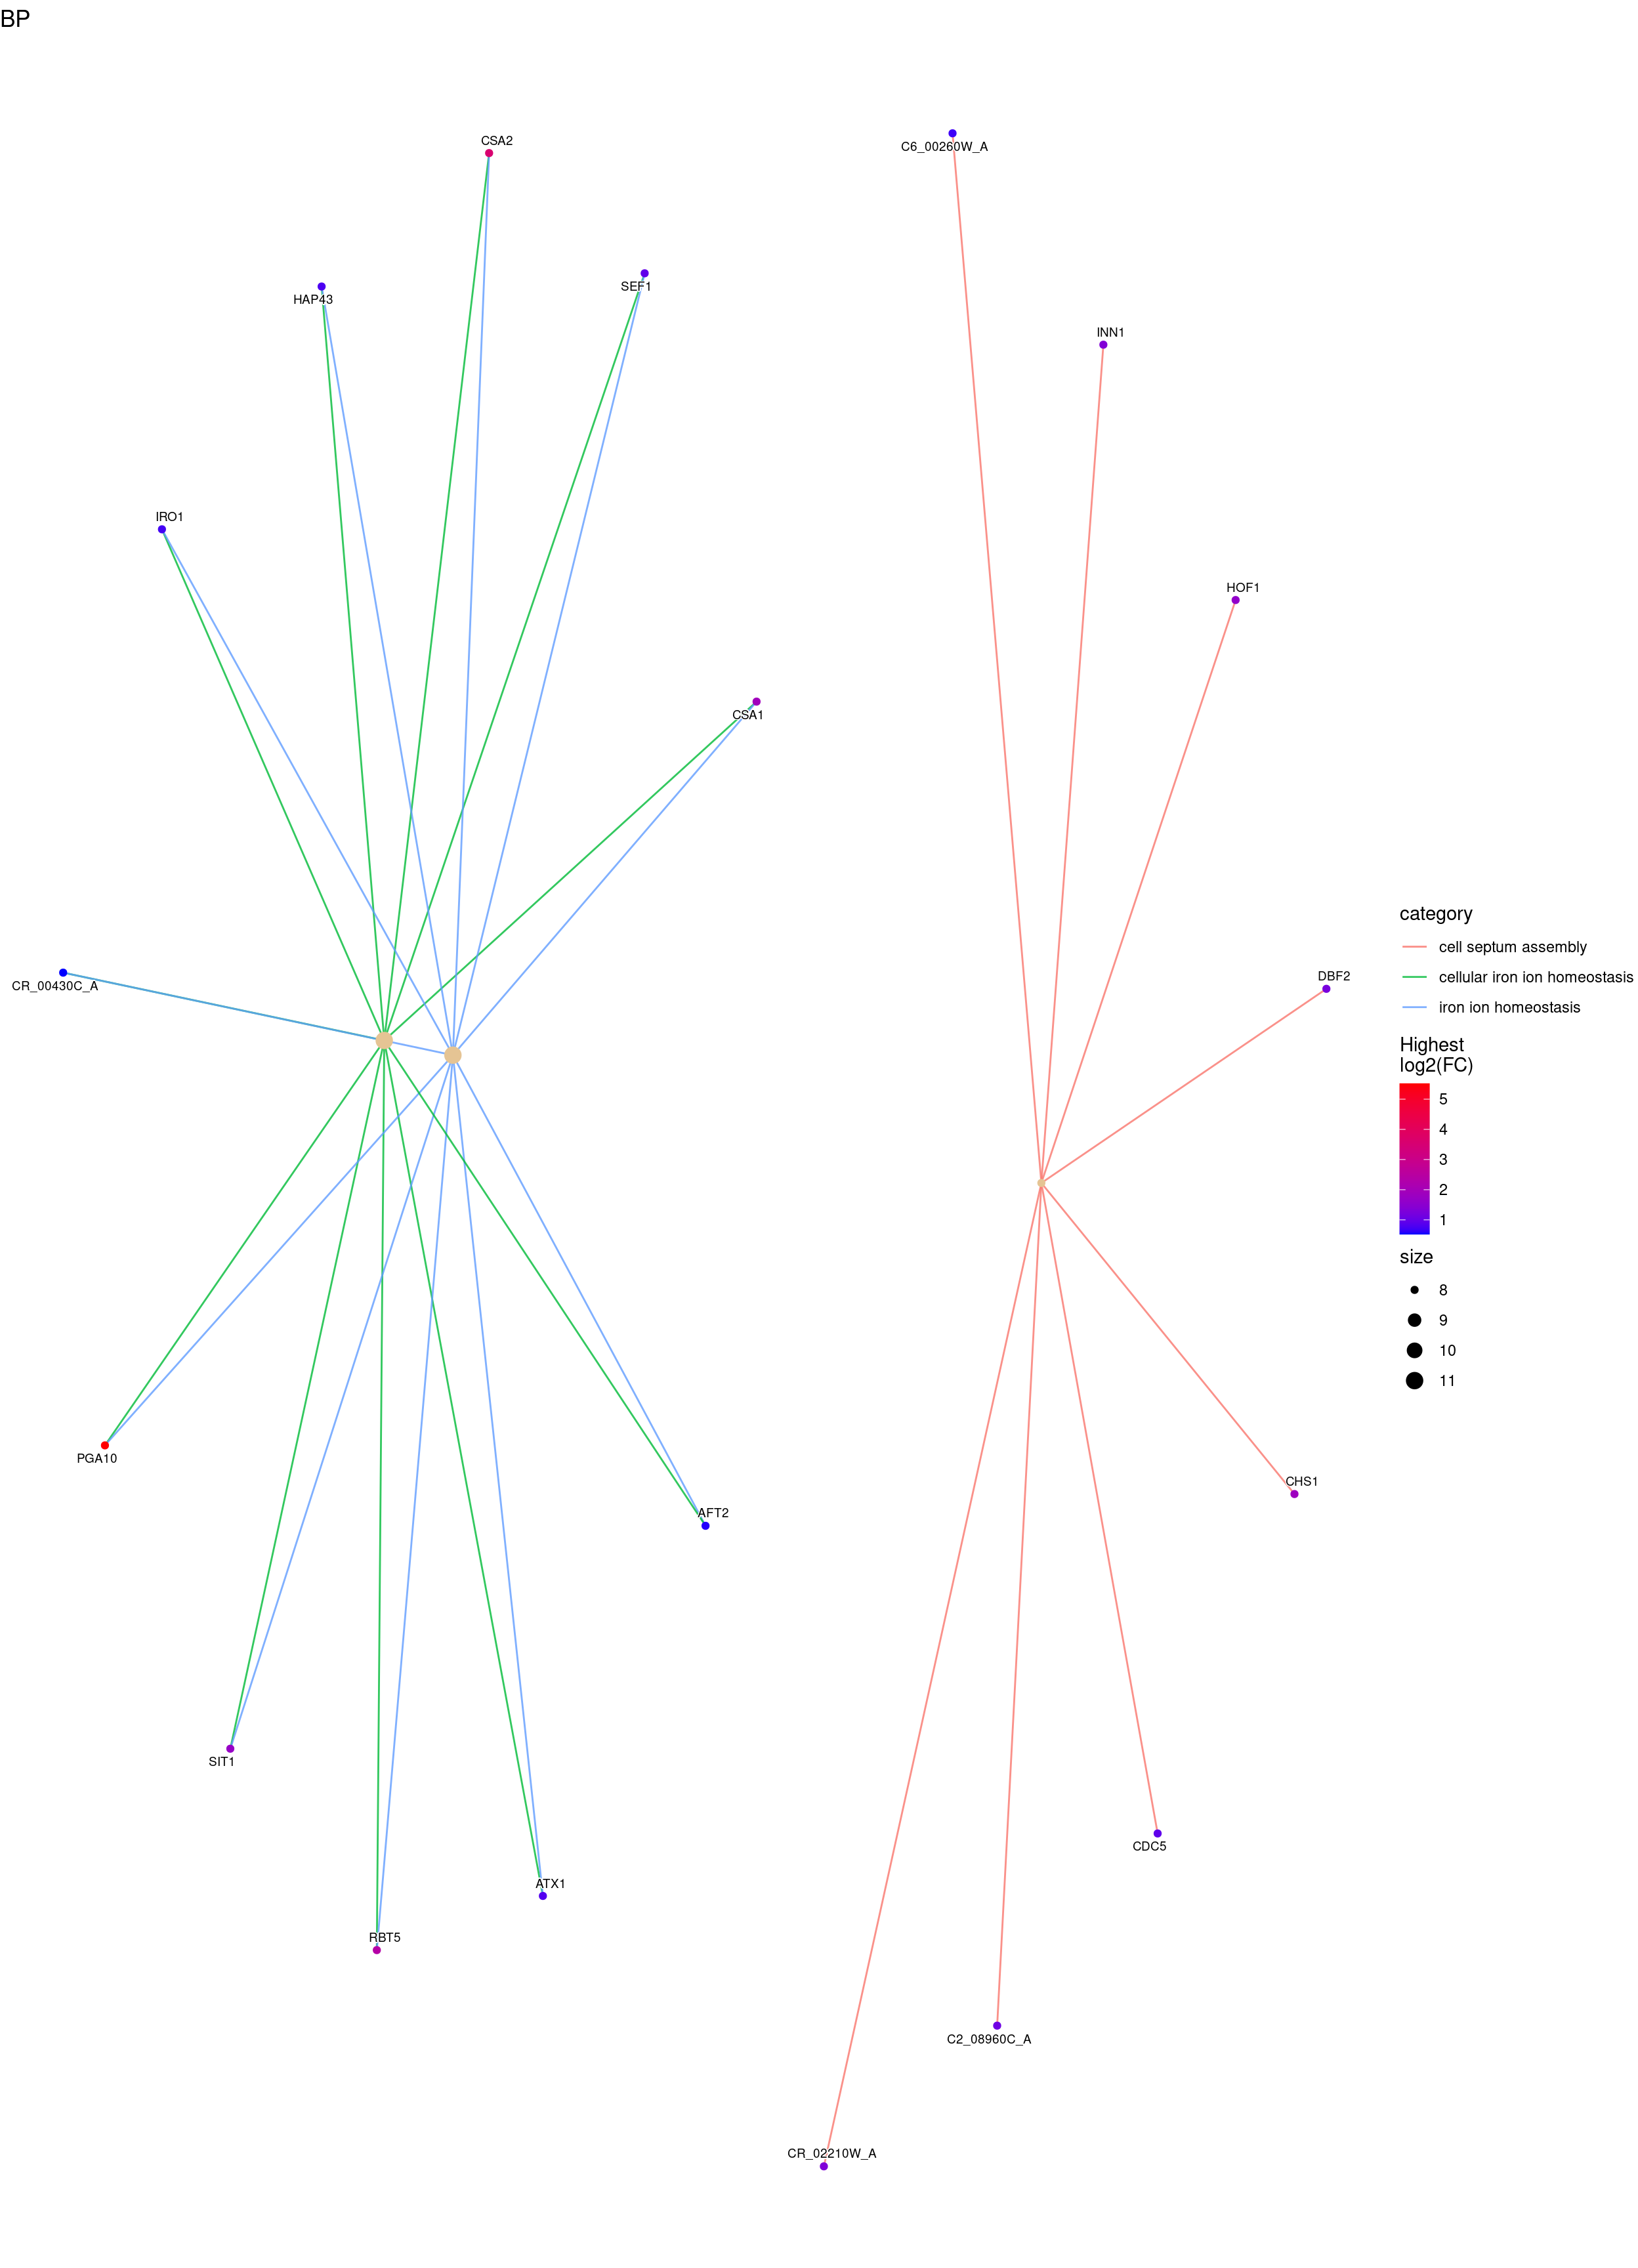 BP
CSA2
C6_00260W_A
SEF1
HAP43
INN1
IRO1
HOF1
CSA1
CR_00430C_A
DBF2
PGA10
CHS1
AFT2
SIT1
CDC5
ATX1
RBT5
C2_08960C_A
CR_02210W_A
category
cell septum assembly
cellular iron ion homeostasis
iron ion homeostasis
Highest
log2(FC)
5
4
3
2
1
size
8
9
10
11